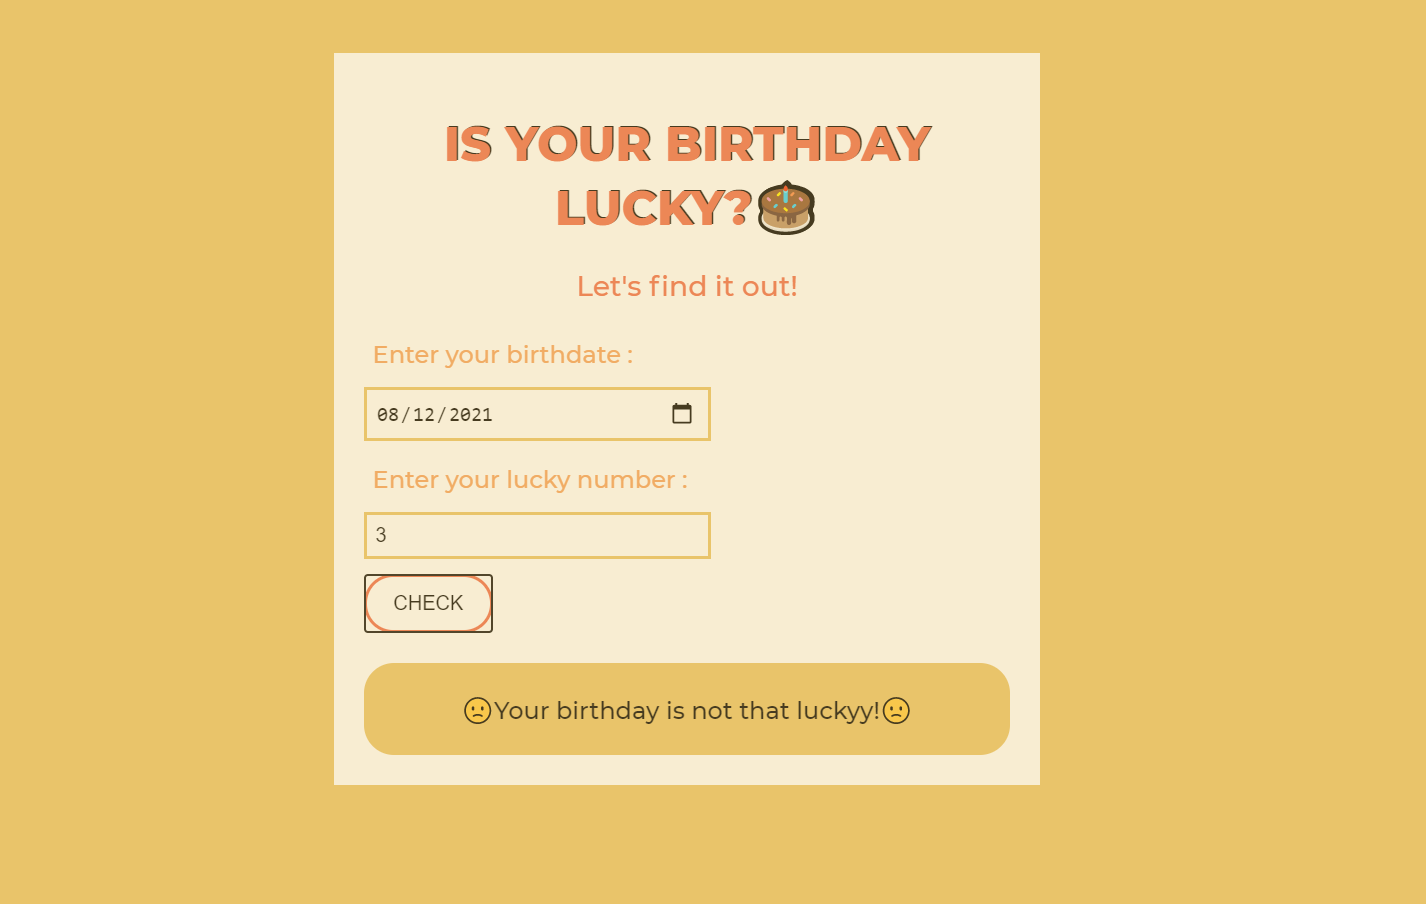 IS YOUR BIRTHDAY
LUCKY?🎂
Let's find it out!
Enter your birthdate :
08/12/2021
Enter your lucky number :
3
CHECK
😟Your birthday is not that luckyy!😟